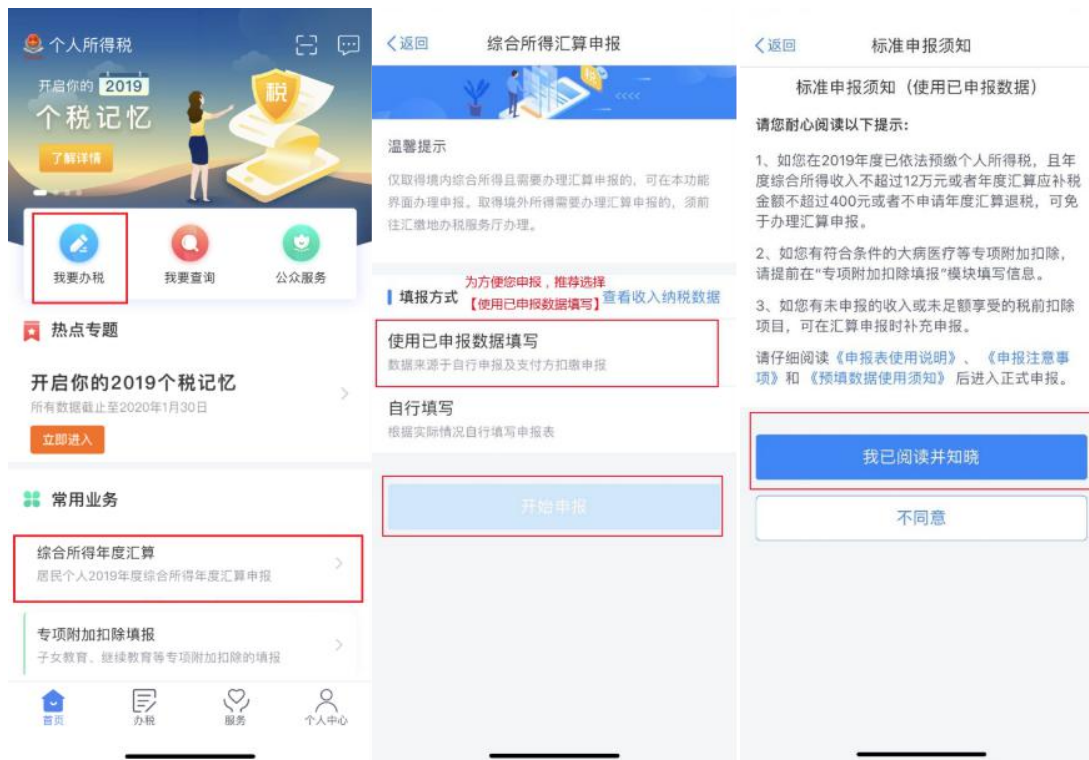 个人所得税
开启你的 2019
个税记忆
了解详情
税
我要办税
我要查询
公众服务
热点专题
开启你的2019个税记忆
所有数据截止至2020年1月30日
立即进入
常用业务
综合所得年度汇算
居民个人2019年度综合所得年度汇算申报
专项附加扣除填报
子女教育、继续教育等专项附加扣除的填报
首页
办税
服务
个人中心
返回
综合所得汇算申报
税
温馨提示
仅取得境内综合所得且需要办理汇算申报的，可在本功能
界面办理申报。取得境外所得需要办理汇算申报的，须前
往汇缴地办税服务厅办理。
为方便您申报，推荐选择
填报方式 【使用已申报数据填写】 查看收入纳税数据
使用已申报数据填写
数据来源于自行申报及支付方扣缴申报
自行填写
根据实际情况自行填写申报表
开始申报
返回
标准申报须知
标准申报须知（使用已申报数据）
请您耐心阅读以下提示：
1、如您在2019年度已依法预缴个人所得税，且年
度综合所得收入不超过12万元或者年度汇算应补税
金额不超过400元或者不申请年度汇算退税，可免
于办理汇算申报。
2、如您有符合条件的大病医疗等专项附加扣除，
请提前在“专项附加扣除填报”模块填写信息。
3、如您有未申报的收入或未足额享受的税前扣除
项目，可在汇算申报时补充申报。
请仔细阅读《申报表使用说明》、《申报注意事
项》和《预填数据使用须知》后进入正式申报。
我已阅读并知晓
不同意